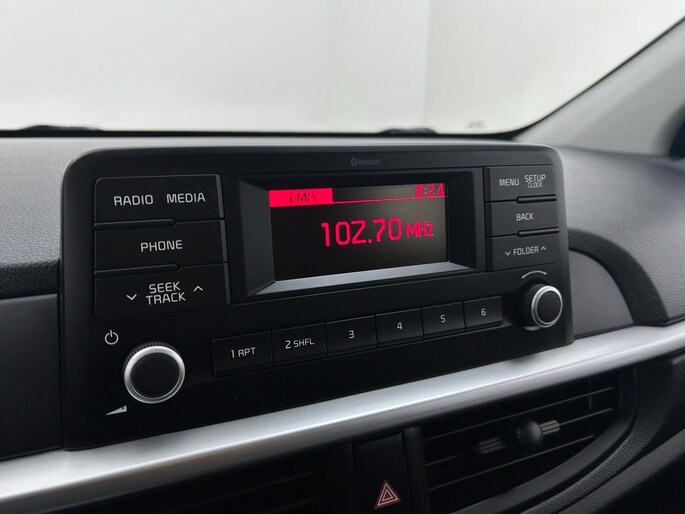 Bluetooth
RADIO MEDIA
PHONE
SEEK
TRACK
102.70 MHz
MENU SETUP
CLOCK
BACK
FOLDER
1 RPT
2 SHFL
3
4
5
6